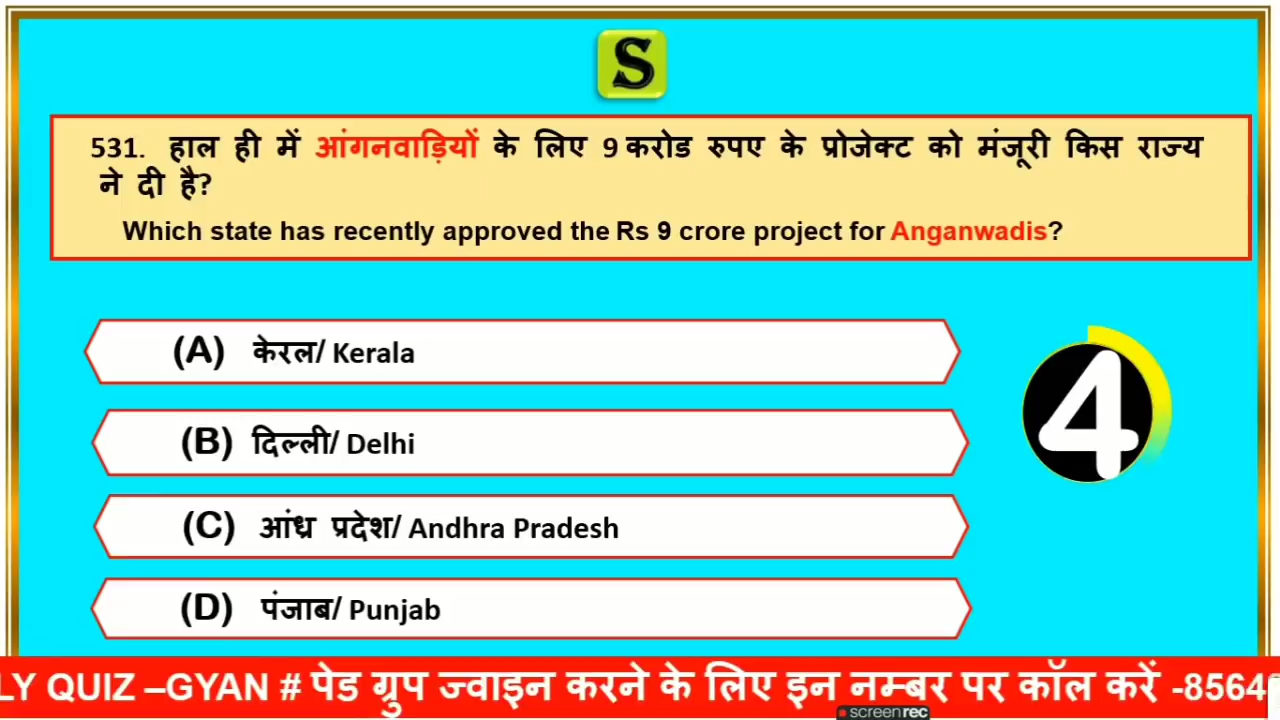 S
531. हाल ही में आंगनवाड़ियों के लिए 9 करोड रुपए के प्रोजेक्ट को मंजूरी किस राज्य
ने दी है?
Which state has recently approved the Rs 9 crore project for Anganwadis?
(A) केरल/ Kerala
4
(B) दिल्ली/ Delhi
(C) आंध्र प्रदेश/ Andhra Pradesh
(D) पंजाब/ Punjab
LY QUIZ –GYAN # पेड ग्रुप ज्वाइन करने के लिए इन नम्बर पर कॉल करें -8564
screenrec